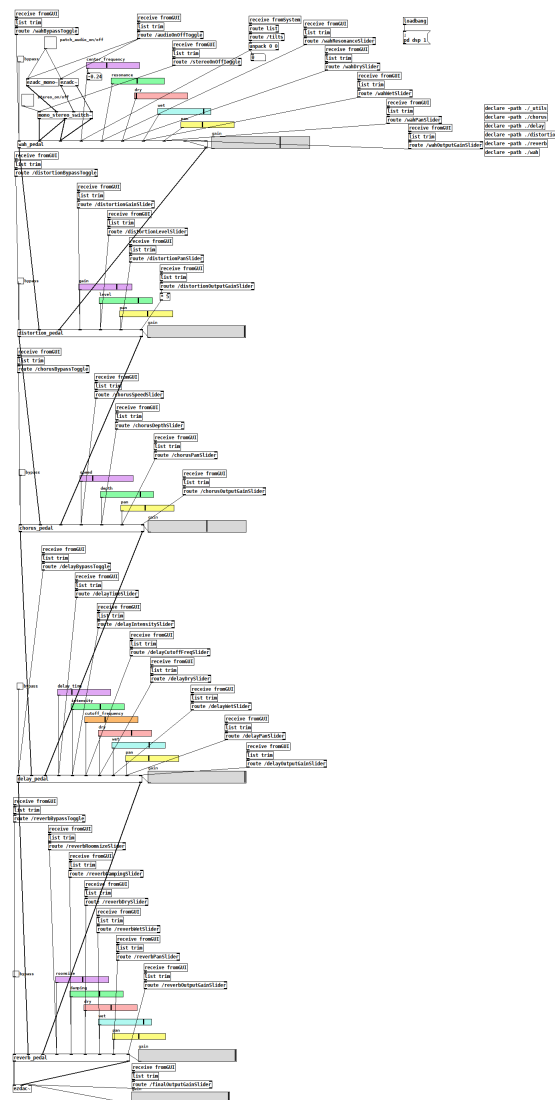 receive fromGUI
list trim
route /wahBypassToggle
patch_audio_on/off
receive fromGUI
list trim
route /audioOnOffToggle
receive fromGUI
list trim
route /stereoOnOffToggle
receive fromSystem
route list
route /tilts
unpack 0 0
receive fromGUI
list trim
route /wahResonanceSlider
receive fromGUI
list trim
route /wahDrySlider
receive fromGUI
list trim
route /wahWetSlider
receive fromGUI
list trim
route /wahPanSlider
receive fromGUI
list trim
route /wahOutputGainSlider
loadbang
pd dsp 1
declare -path ./_utils
declare -path ./chorus
declare -path ./delay
declare -path ./distortio
declare -path ./reverb
declare -path ./wah
bypass
center_frequency
resonance
dry
wet
pan
gain
ezadc_mono~
ezadc~
stereo_on/off
mono_stereo_switch~
wah_pedal
receive fromGUI
list trim
route /distortionBypassToggle
receive fromGUI
list trim
route /distortionGainSlider
receive fromGUI
list trim
route /distortionLevelSlider
receive fromGUI
list trim
route /distortionPanSlider
receive fromGUI
list trim
route /distortionOutputGainSlider
bypass
gain
level
pan
gain
distortion_pedal
receive fromGUI
list trim
route /chorusBypassToggle
receive fromGUI
list trim
route /chorusSpeedSlider
receive fromGUI
list trim
route /chorusDepthSlider
receive fromGUI
list trim
route /chorusPanSlider
receive fromGUI
list trim
route /chorusOutputGainSlider
bypass
speed
depth
pan
gain
chorus_pedal
receive fromGUI
list trim
route /delayBypassToggle
receive fromGUI
list trim
route /delayTimeSlider
receive fromGUI
list trim
route /delayIntensitySlider
receive fromGUI
list trim
route /delayCutoffFreqSlider
receive fromGUI
list trim
route /delayDrySlider
receive fromGUI
list trim
route /delayWetSlider
receive fromGUI
list trim
route /delayPanSlider
receive fromGUI
list trim
route /delayOutputGainSlider
bypass
delay_time
intensity
cutoff_frequency
dry
wet
pan
gain
delay_pedal
receive fromGUI
list trim
route /reverbBypassToggle
receive fromGUI
list trim
route /reverbRoomsizeSlider
receive fromGUI
list trim
route /reverbDampingSlider
receive fromGUI
list trim
route /reverbDrySlider
receive fromGUI
list trim
route /reverbWetSlider
receive fromGUI
list trim
route /reverbPanSlider
receive fromGUI
list trim
route /reverbOutputGainSlider
bypass
roomsize
damping
dry
wet
pan
gain
reverb_pedal
receive fromGUI
list trim
route /finalOutputGainSlider
ezdac~